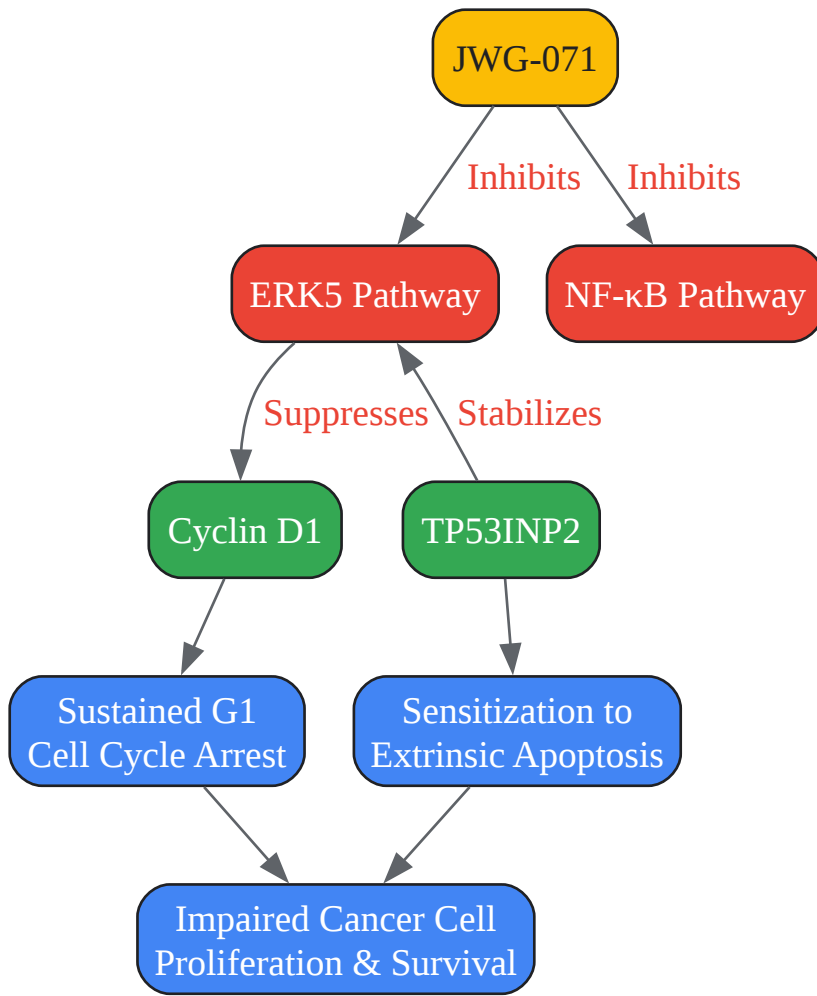 JWG-071
Inhibits
Inhibits
ERK5 Pathway
NF-κB Pathway
Suppresses
Stabilizes
Cyclin D1
TP53INP2
Sustained G1
Cell Cycle Arrest
Sensitization to
Extrinsic Apoptosis
Impaired Cancer Cell
Proliferation & Survival